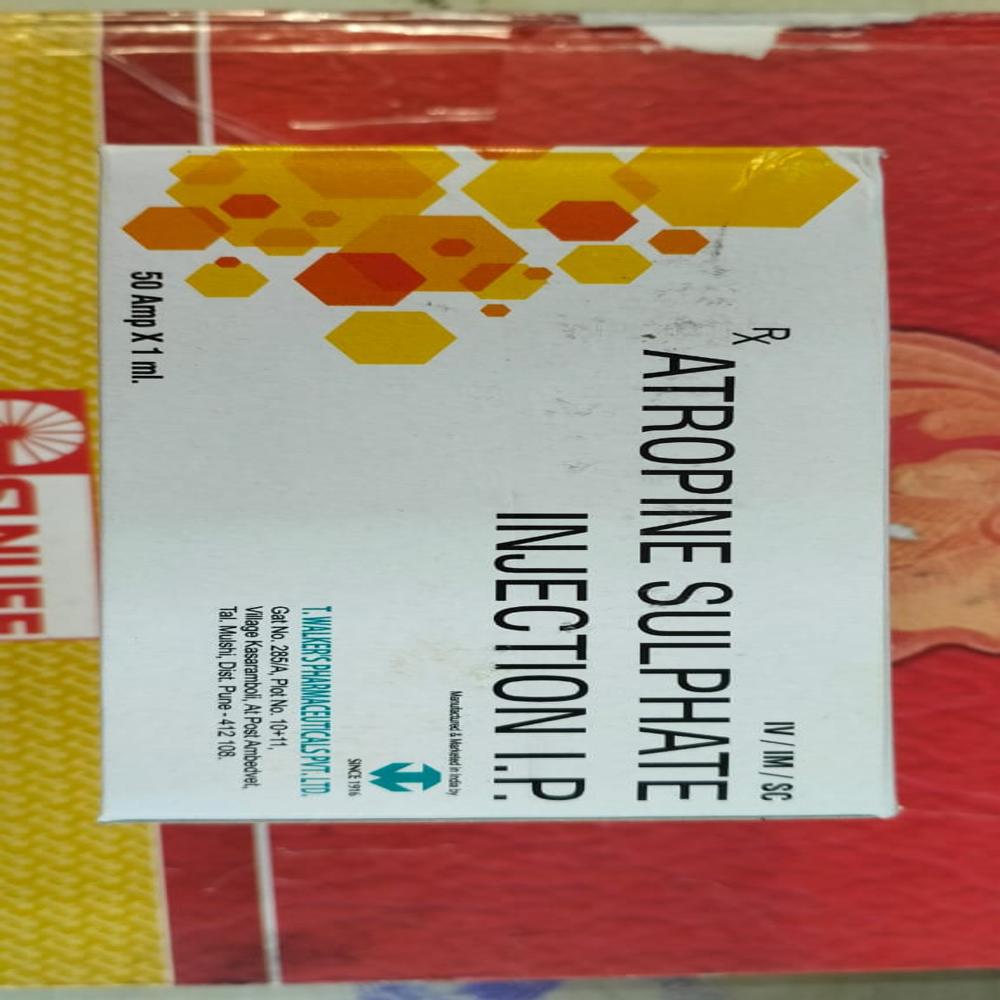 ℞
IV / IM / SC
ATROPINE SULPHATE
INJECTION I.P.
Manufactured & Marketed in India by
SINCE 1916
T. WALKER'S PHARMACEUTICALS PVT. LTD.
Gat No. 285/A, Plot No. 10+11,
Village Kasaramboli, At Post Ambedvet,
Tal. Mulshi, Dist. Pune - 412 108.
50 Amp X 1 ml.